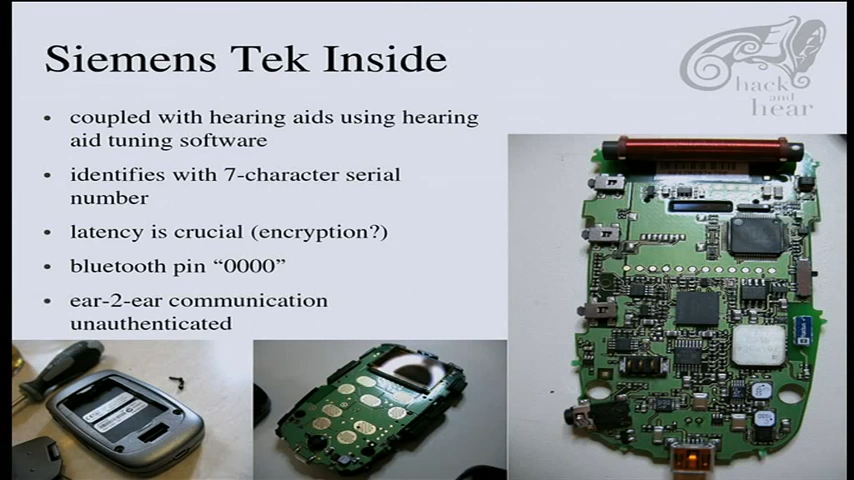 Siemens Tek Inside
hack
and
hear
coupled with hearing aids using hearing
aid tuning software
identifies with 7-character serial
number
latency is crucial (encryption?)
bluetooth pin “0000”
ear-2-ear communication
unauthenticated